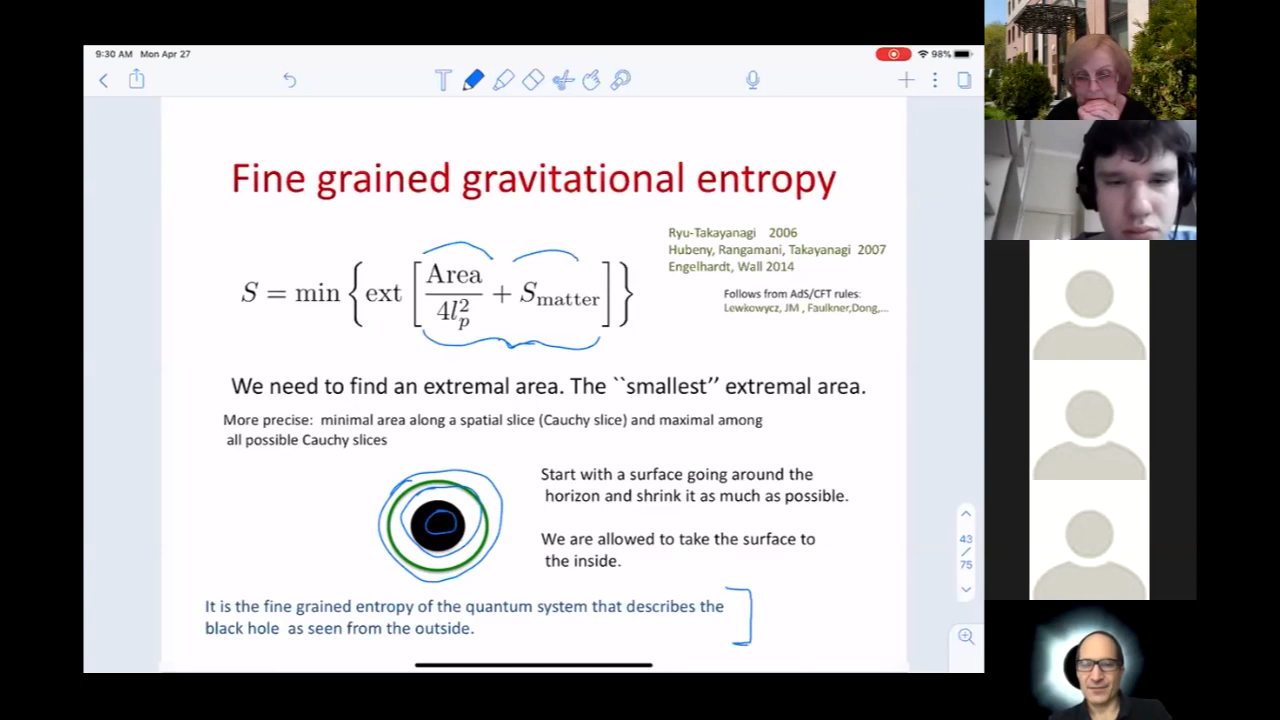 9:30 AM Mon Apr 27
98%
T
Fine grained gravitational entropy
Ryu-Takayanagi 2006
Hubeny, Rangamani, Takayanagi 2007
Engelhardt, Wall 2014
S = min { ext [ Area / 4l_p^2 + S_matter ] }
Follows from AdS/CFT rules:
Lewkowycz, JM , Faulkner,Dong,...
We need to find an extremal area. The ``smallest’’ extremal area.
More precise: minimal area along a spatial slice (Cauchy slice) and maximal among
all possible Cauchy slices
Start with a surface going around the
horizon and shrink it as much as possible.
We are allowed to take the surface to
the inside.
43
/
75
It is the fine grained entropy of the quantum system that describes the
black hole as seen from the outside.